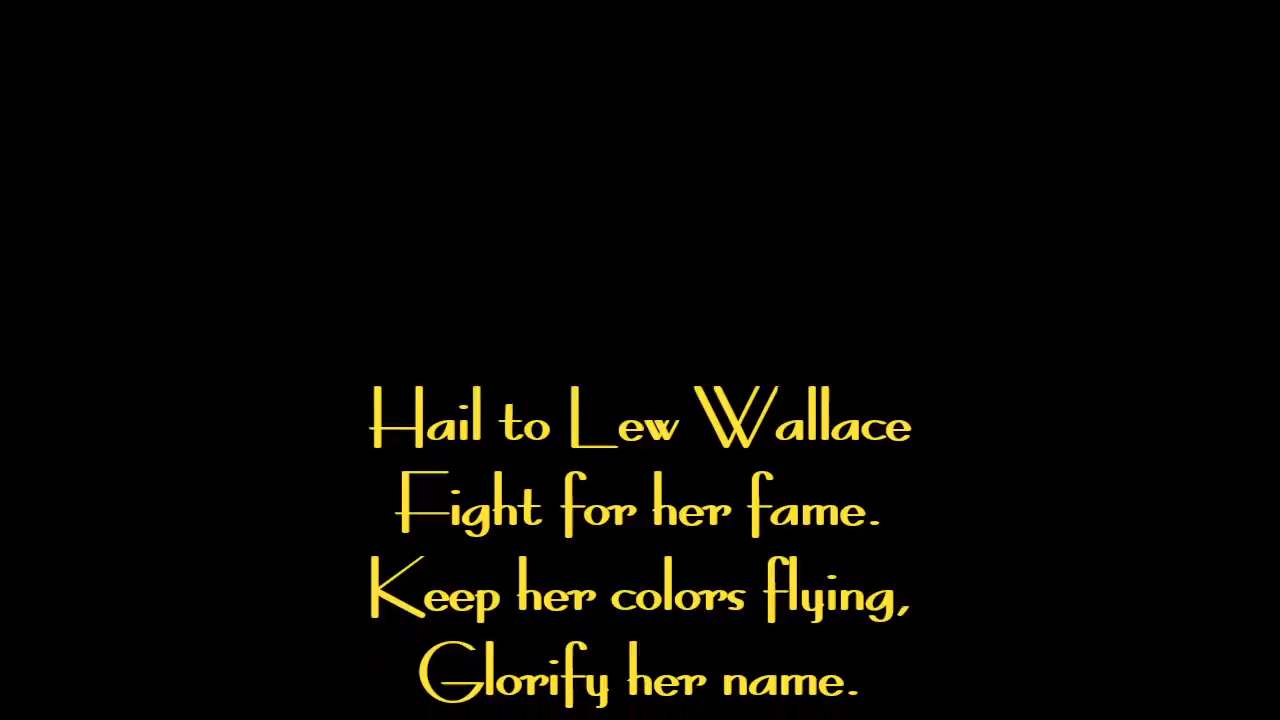 Hail to Lew Wallace
Fight for her fame.
Keep her colors flying,
Glorify her name.